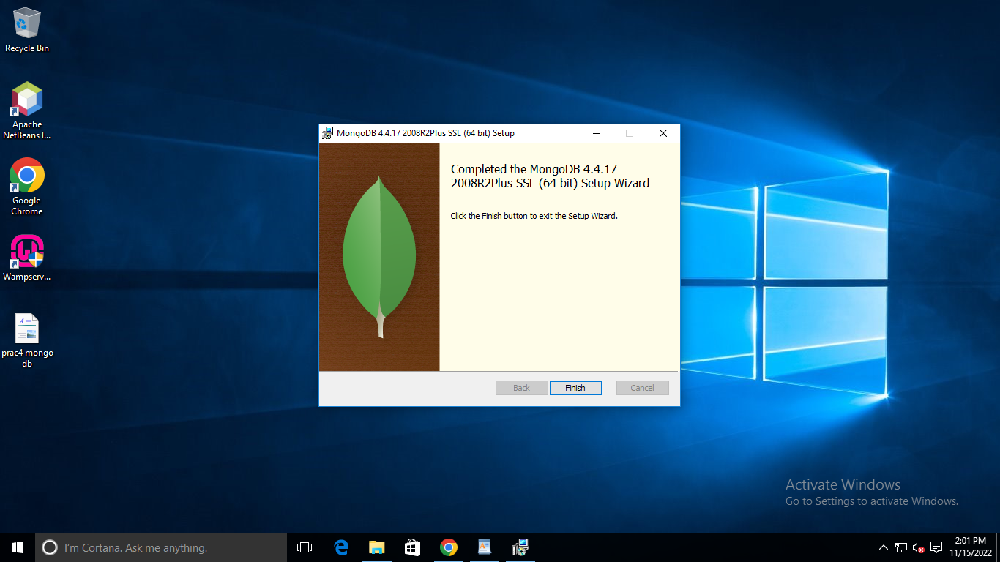 Recycle Bin
Apache
NetBeans I...
Google
Chrome
Wampserv...
prac4 mongo
db
MongoDB 4.4.17 2008R2Plus SSL (64 bit) Setup
Completed the MongoDB 4.4.17
2008R2Plus SSL (64 bit) Setup Wizard
Click the Finish button to exit the Setup Wizard.
Back
Finish
Cancel
Activate Windows
Go to Settings to activate Windows.
I'm Cortana. Ask me anything.
2:01 PM
11/15/2022